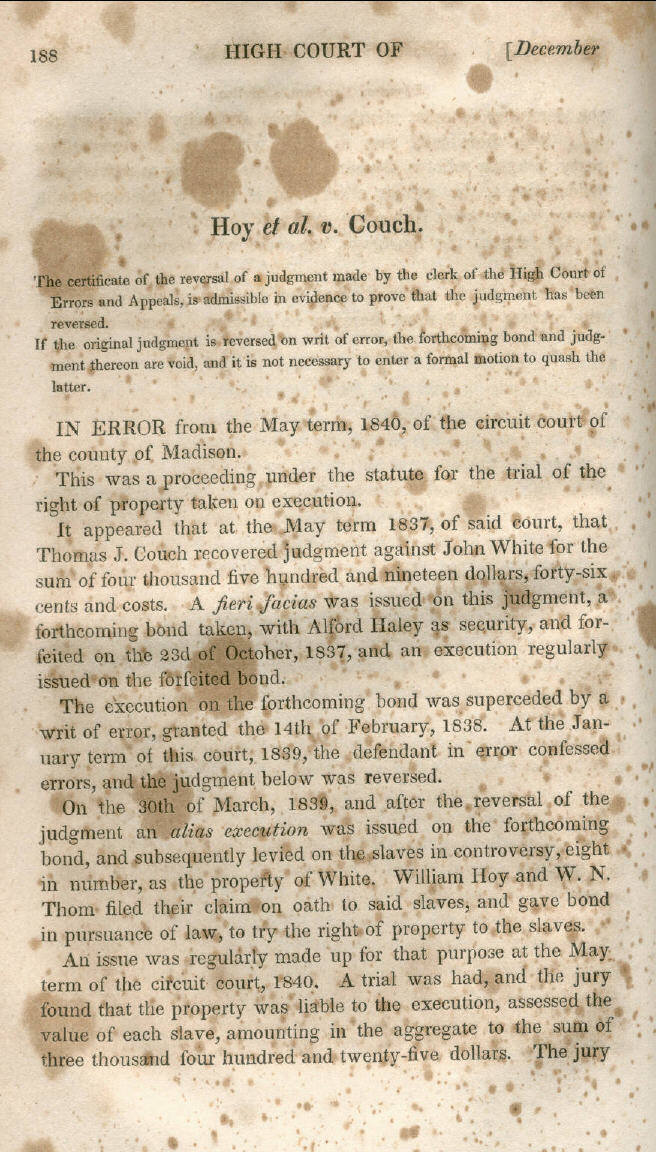 188 HIGH COURT OF [December
Hoy et al. v. Couch.
The certificate of the reversal of a judgment made by the clerk of the High Court of
Errors and Appeals, is admissible in evidence to prove that the judgment has been
reversed.
If the original judgment is reversed on writ of error, the forthcoming bond and judg-
ment thereon are void, and it is not necessary to enter a formal motion to quash the
latter.
IN ERROR from the May term, 1840, of the circuit court of
the county of Madison.
This was a proceeding under the statute for the trial of the
right of property taken on execution.
It appeared that at the May term 1837, of said court, that
Thomas J. Couch recovered judgment against John White for the
sum of four thousand five hundred and nineteen dollars, forty-six
cents and costs. A fieri facias was issued on this judgment, a
forthcoming bond taken, with Alford Haley as security, and for-
feited on the 23d of October, 1837, and an execution regularly
issued on the forfeited bond.
The execution on the forthcoming bond was superceded by a
writ of error, granted the 14th of February, 1838. At the Jan-
uary term of this court, 1839, the defendant in error confessed
errors, and the judgment below was reversed.
On the 30th of March, 1839, and after the reversal of the
judgment an alias execution was issued on the forthcoming
bond, and subsequently levied on the slaves in controversy, eight
in number, as the property of White. William Hoy and W. N.
Thom filed their claim on oath to said slaves, and gave bond
in pursuance of law, to try the right of property to the slaves.
An issue was regularly made up for that purpose at the May
term of the circuit court, 1840. A trial was had, and the jury
found that the property was liable to the execution, assessed the
value of each slave, amounting in the aggregate to the sum of
three thousand four hundred and twenty-five dollars. The jury